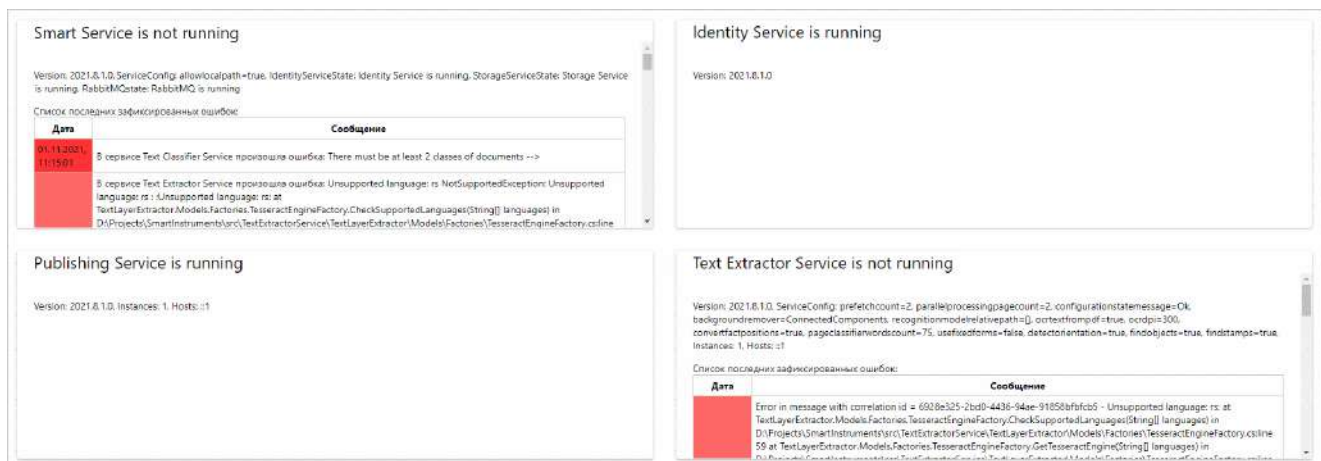 Smart Service is not running
Version: 2021.8.1.0, ServiceConfig: allowlocalpath=true, IdentityServiceState: Identity Service is running, StorageServiceState: Storage Service
is running, RabbitMQstate: RabbitMQ is running
Список последних зафиксированных ошибок:
Дата Сообщение
01.11.2021,
11:15:01
В сервисе Text Classifier Service произошла ошибка: There must be at least 2 classes of documents -->
В сервисе Text Extractor Service произошла ошибка: Unsupported language: rs NotSupportedException: Unsupported
language: rs : :Unsupported language: rs: at
TextLayerExtractor.Models.Factories.TesseractEngineFactory.CheckSupportedLanguages(String[] languages) in
D:\Projects\SmartInstruments\src\TextExtractorService\TextLayerExtractor\Models\Factories\TesseractEngineFactory.cs:line
Identity Service is running
Version: 2021.8.1.0
Publishing Service is running
Version: 2021.8.1.0, Instances: 1, Hosts: ::1
Text Extractor Service is not running
Version: 2021.8.1.0, ServiceConfig: prefetchcount=2, parallelprocessingpagecount=2, configurationstatemessage=Ok,
backgroundremover=ConnectedComponents, recognitionmodelrelativepath=[], ocrtextfrompdf=true, ocrdpi=300,
convertfactpositions=true, pageclassifierwordscount=75, usefixedforms=false, detectorientation=true, findobjects=true, findstamps=true,
Instances: 1, Hosts: ::1
Список последних зафиксированных ошибок:
Дата Сообщение
Error in message with correlation id = 6928e325-2bd0-4436-94ae-91858bfbfcb5 - Unsupported language: rs: at
TextLayerExtractor.Models.Factories.TesseractEngineFactory.CheckSupportedLanguages(String[] languages) in
D:\Projects\SmartInstruments\src\TextExtractorService\TextLayerExtractor\Models\Factories\TesseractEngineFactory.cs:line
59 at TextLayerExtractor.Models.Factories.TesseractEngineFactory.GetTesseractEngine(String[] languages) in